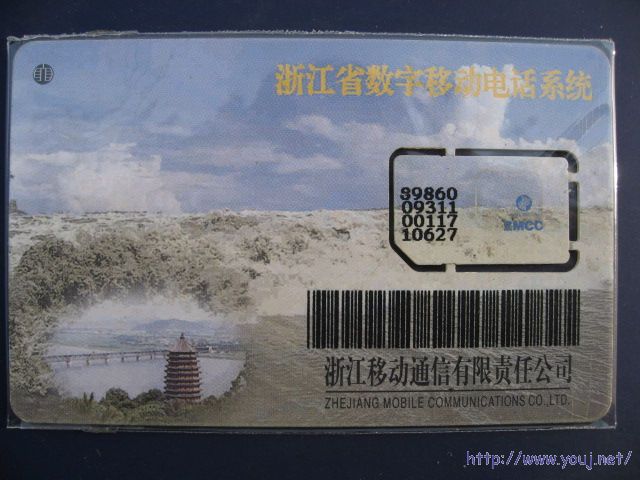 浙江省数字移动电话系统
89860
09311
00117
10627
EMCC
浙江移动通信有限责任公司
ZHEJIANG MOBILE COMMUNICATIONS CO.,LTD.
http://www.youj.net/